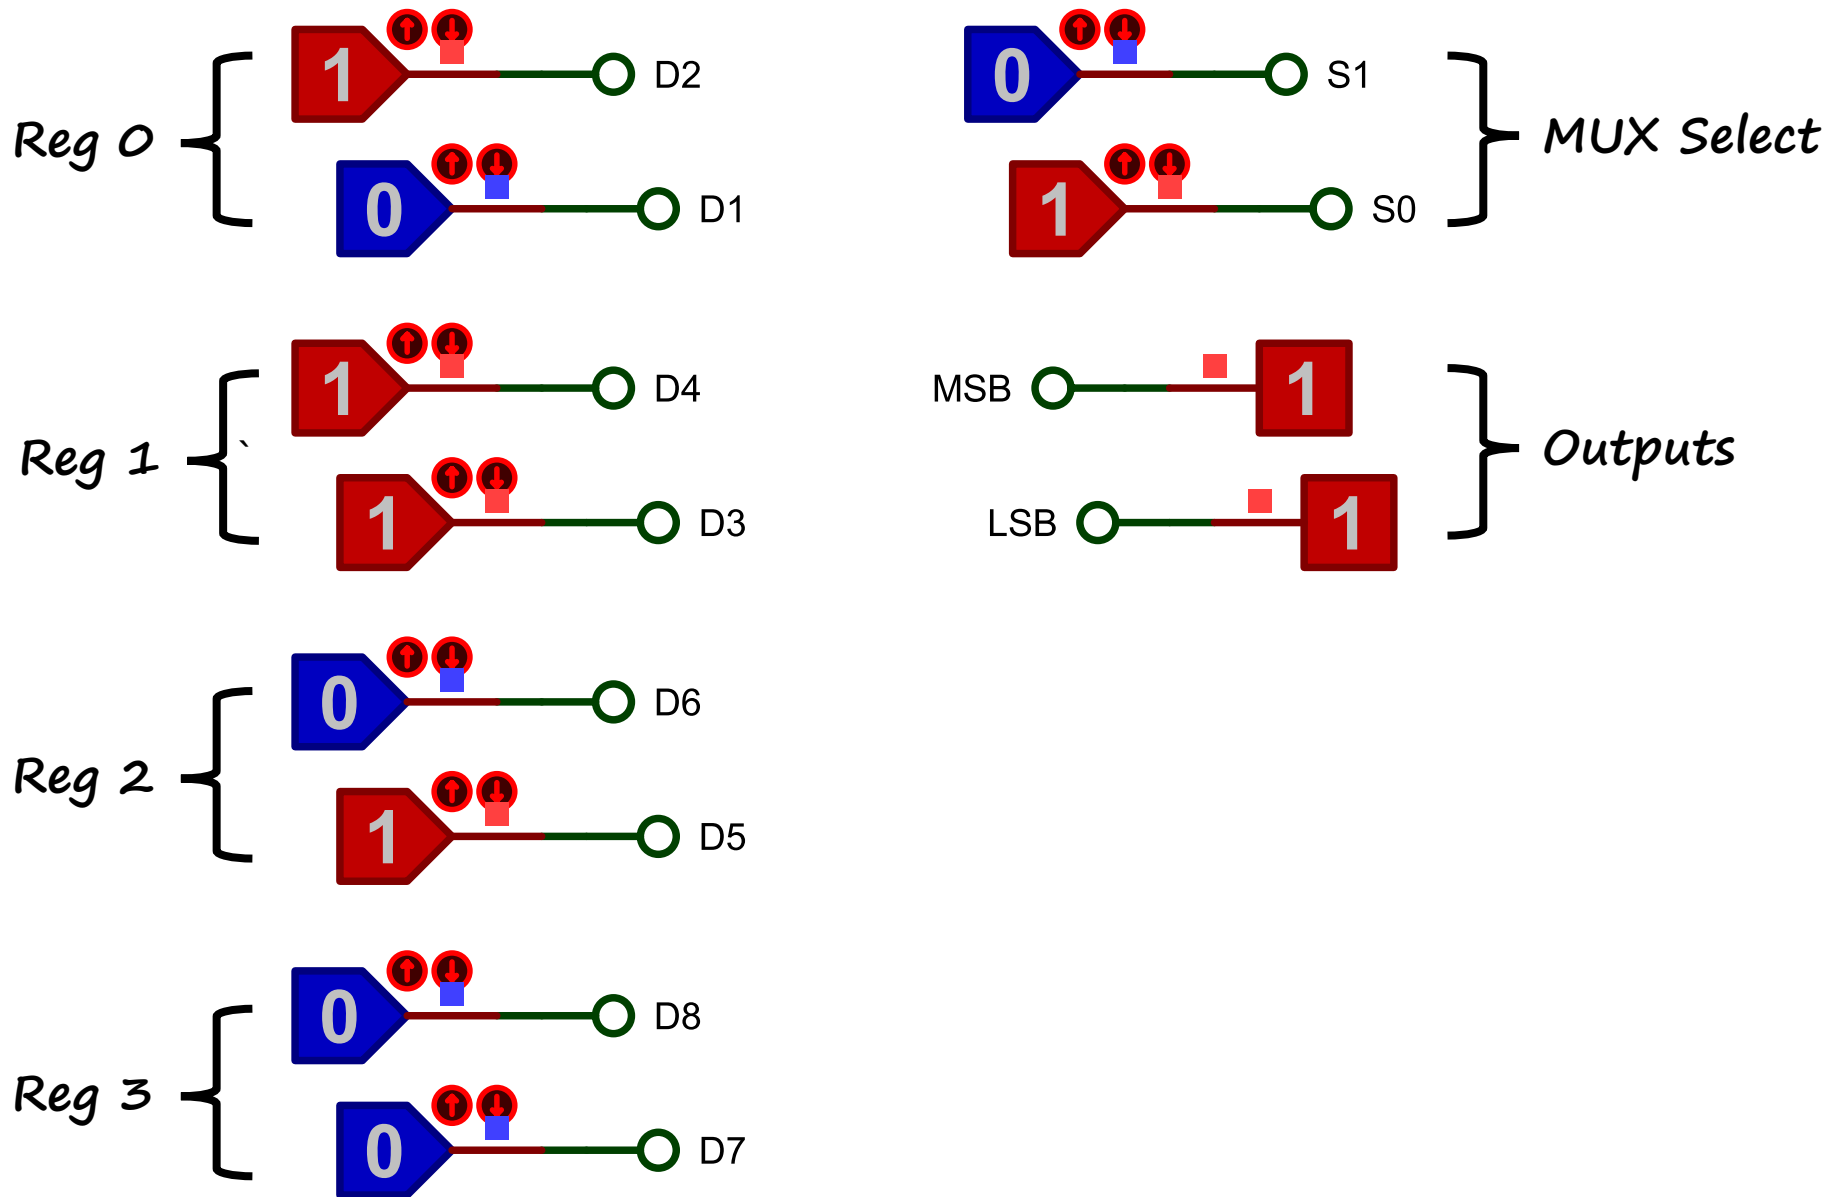 1 D2
Reg 0
0 D1
1 D4
Reg 1 `
1 D3
0 D6
Reg 2
1 D5
0 D8
Reg 3
0 D7
0 S1
MUX Select
1 S0
MSB 1
Outputs
LSB 1